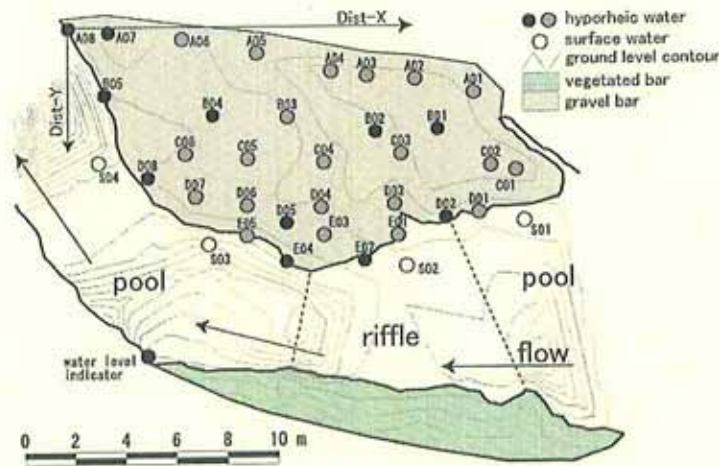 Dist-X
Dist-Y
hyporheic water
surface water
ground level contour
vegetated bar
gravel bar
A08
A07
A06
A05
A04
A03
A02
A01
B05
B04
B03
B02
B01
C06
C05
C04
C03
C02
C01
S04
D08
D07
D06
D05
D04
D03
D02
D01
S01
E05
E04
E03
E02
E01
S03
S02
pool
pool
riffle
flow
water level
indicator
0 2 4 6 8 10 m